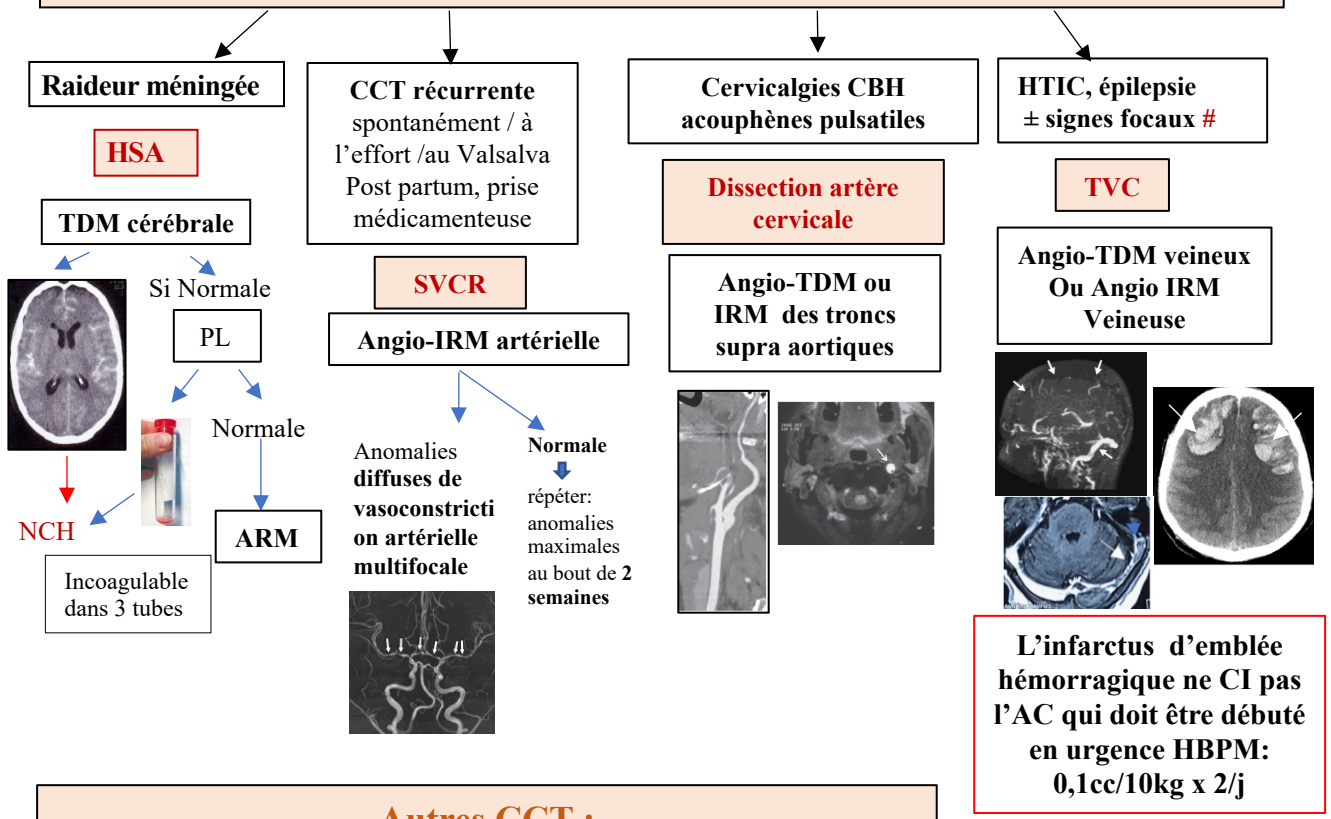 Raideur méningée
HSA
TDM cérébrale
Si Normale
PL
Normale
NCH
ARM
Incoagulable
dans 3 tubes
CCT récurrente
spontanément / à
l’effort /au Valsalva
Post partum, prise
médicamenteuse
SVCR
Angio-IRM artérielle
Anomalies
diffuses de
vasoconstricti
on artérielle
multifocale
Normale
répéter:
anomalies
maximales
au bout de 2
semaines
Cervicalgies CBH
acouphènes pulsatiles
Dissection artère
cervicale
Angio-TDM ou
IRM des troncs
supra aortiques
HTIC, épilepsie
± signes focaux #
TVC
Angio-TDM veineux
Ou Angio IRM
Veineuse
L’infarctus d’emblée
hémorragique ne CI pas
l’AC qui doit être débuté
en urgence HBPM:
0,1cc/10kg x 2/j
Autres CCT :